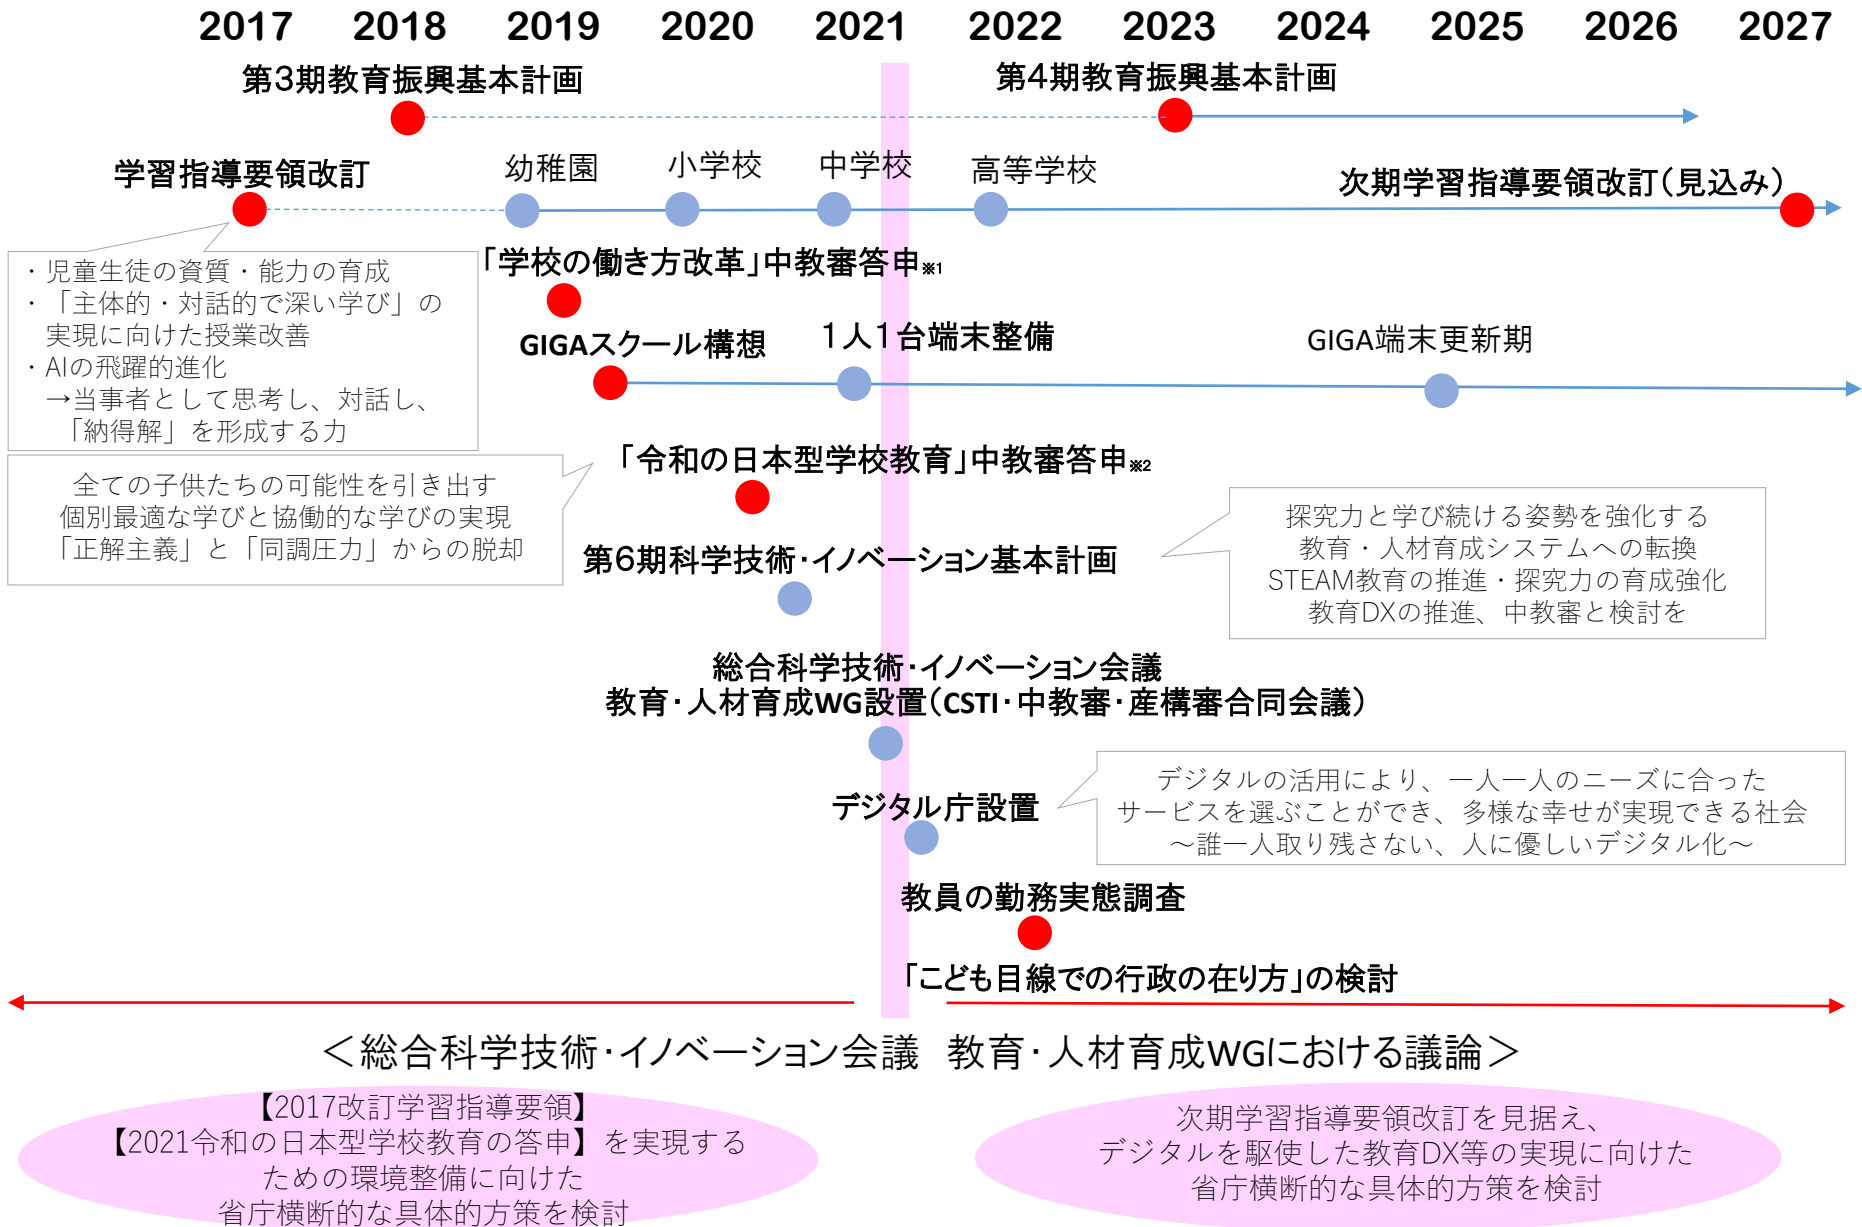 2017 2018 2019 2020 2021 2022 2023 2024 2025 2026 2027
第3期教育振興基本計画
第4期教育振興基本計画
学習指導要領改訂
幼稚園
小学校
中学校
高等学校
次期学習指導要領改訂(見込み)
・児童生徒の資質・能力の育成
・「主体的・対話的で深い学び」の
実現に向けた授業改善
・AIの飛躍的進化
→当事者として思考し、対話し、
「納得解」を形成する力
「学校の働き方改革」中教審答申※1
GIGAスクール構想
1人1台端末整備
GIGA端末更新期
「令和の日本型学校教育」中教審答申※2
全ての子供たちの可能性を引き出す
個別最適な学びと協働的な学びの実現
「正解主義」と「同調圧力」からの脱却
第6期科学技術・イノベーション基本計画
探究力と学び続ける姿勢を強化する
教育・人材育成システムへの転換
STEAM教育の推進・探究力の育成強化
教育DXの推進、中教審と検討を
総合科学技術・イノベーション会議
教育・人材育成WG設置(CSTI・中教審・産構審合同会議)
デジタル庁設置
デジタルの活用により、一人一人のニーズに合った
サービスを選ぶことができ、多様な幸せが実現できる社会
～誰一人取り残さない、人に優しいデジタル化～
教員の勤務実態調査
「こども目線での行政の在り方」の検討
＜総合科学技術・イノベーション会議 教育・人材育成WGにおける議論＞
【2017改訂学習指導要領】
【2021令和の日本型学校教育の答申】を実現する
ための環境整備に向けた
省庁横断的な具体的方策を検討
次期学習指導要領改訂を見据え、
デジタルを駆使した教育DX等の実現に向けた
省庁横断的な具体的方策を検討